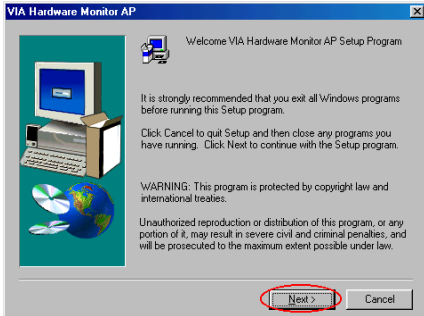 VIA Hardware Monitor AP
Welcome VIA Hardware Monitor AP Setup Program
It is strongly recommended that you exit all Windows programs
before running this Setup program.
Click Cancel to quit Setup and then close any programs you
have running. Click Next to continue with the Setup program.
WARNING: This program is protected by copyright law and
international treaties.
Unauthorized reproduction or distribution of this program, or any
portion of it, may result in severe civil and criminal penalties, and
will be prosecuted to the maximum extent possible under law.
Next >
Cancel